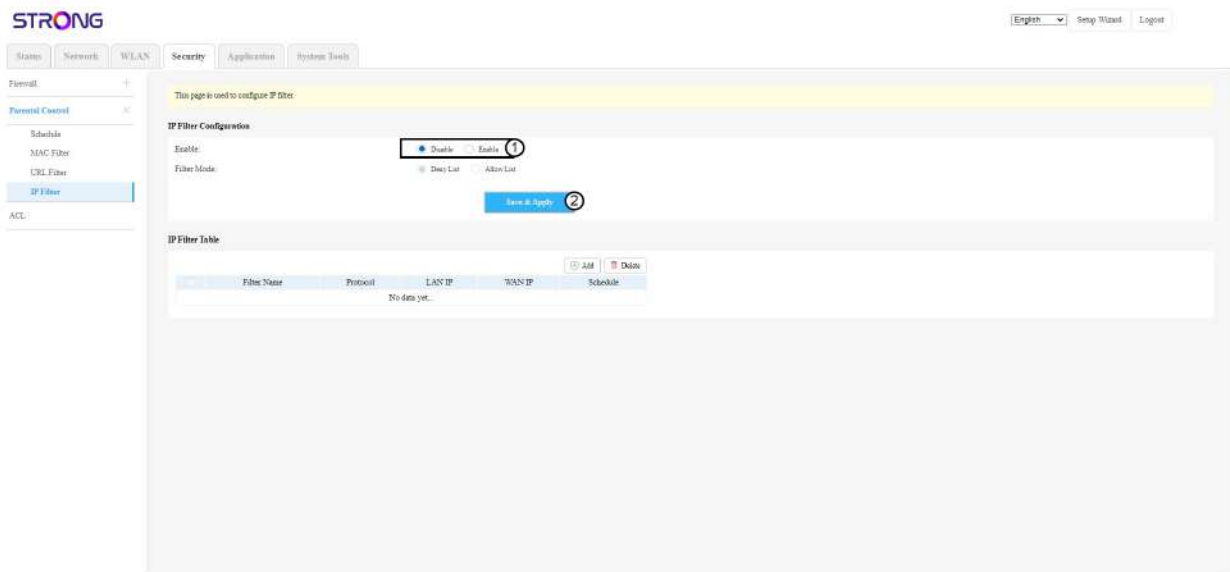 STRONG
English Setup Wizard Logout
Status Network WLAN Security Application System Tools
Firewall
Parental Control
Schedule
MAC Filter
URL Filter
IP Filter
ACL
This page is used to configure IP filter.
IP Filter Configuration
Enable: Disable Enable 1
Filter Mode: Deny List Allow List
Save & Apply 2
IP Filter Table
Add Delete
Filter Name Protocol LAN IP WAN IP Schedule
No data yet...